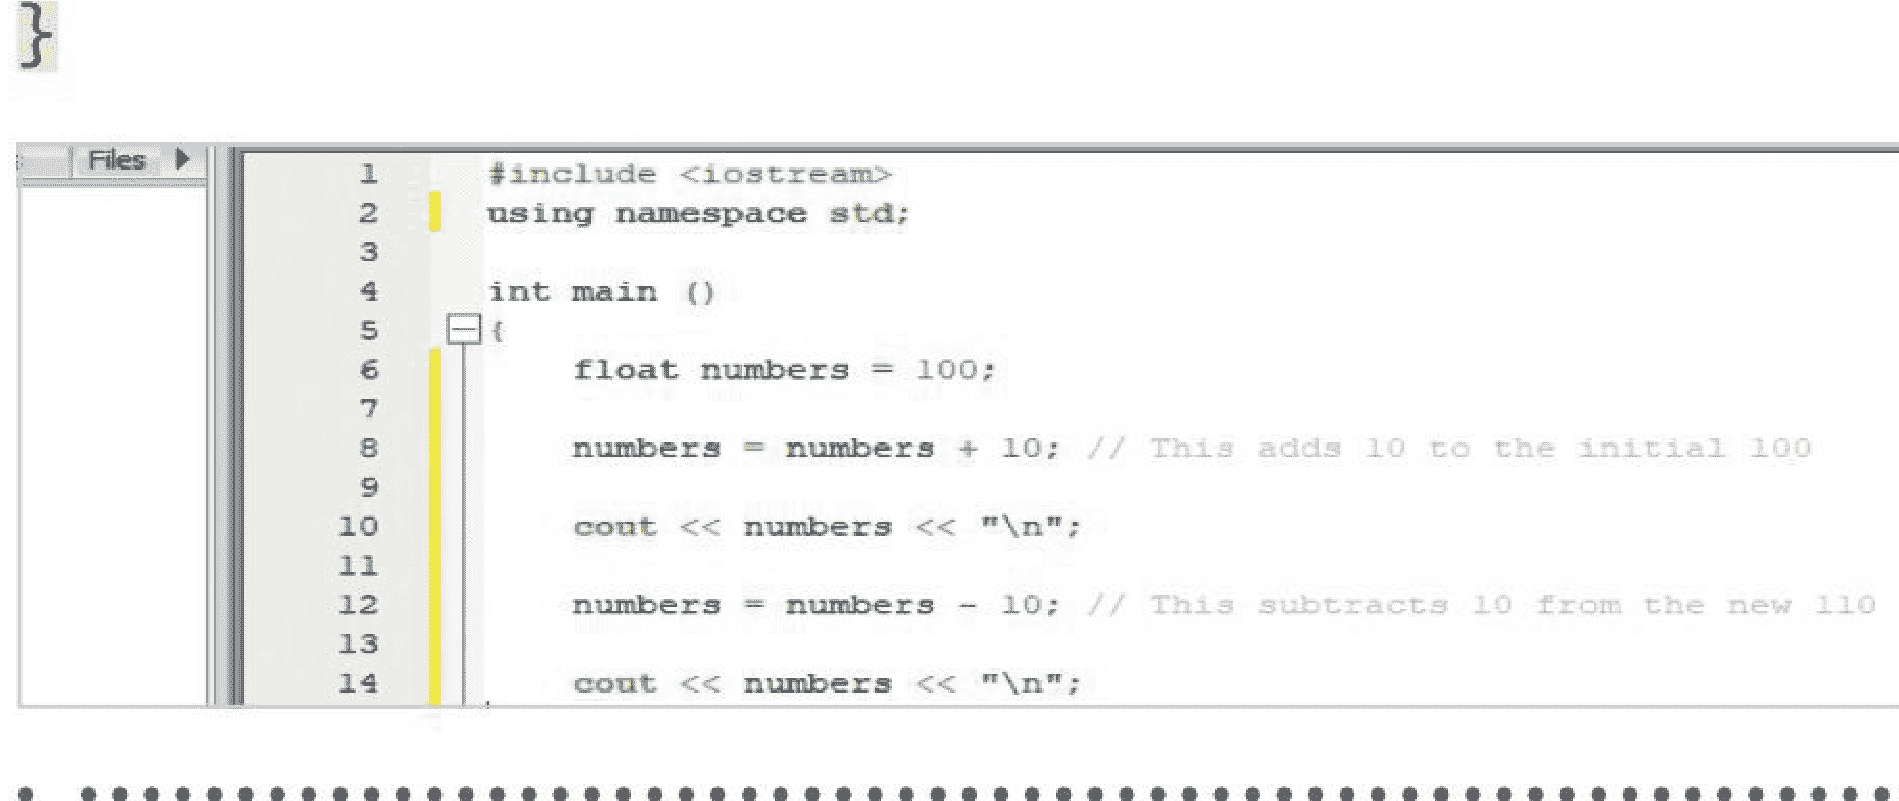 }
Files
1 #include <iostream>
2 using namespace std;
3
4 int main ()
5 {
6 float numbers = 100;
7
8 numbers = numbers + 10; // This adds 10 to the initial 100
9
10 cout << numbers << "\n";
11
12 numbers = numbers - 10; // This subtracts 10 from the new 110
13
14 cout << numbers << "\n";